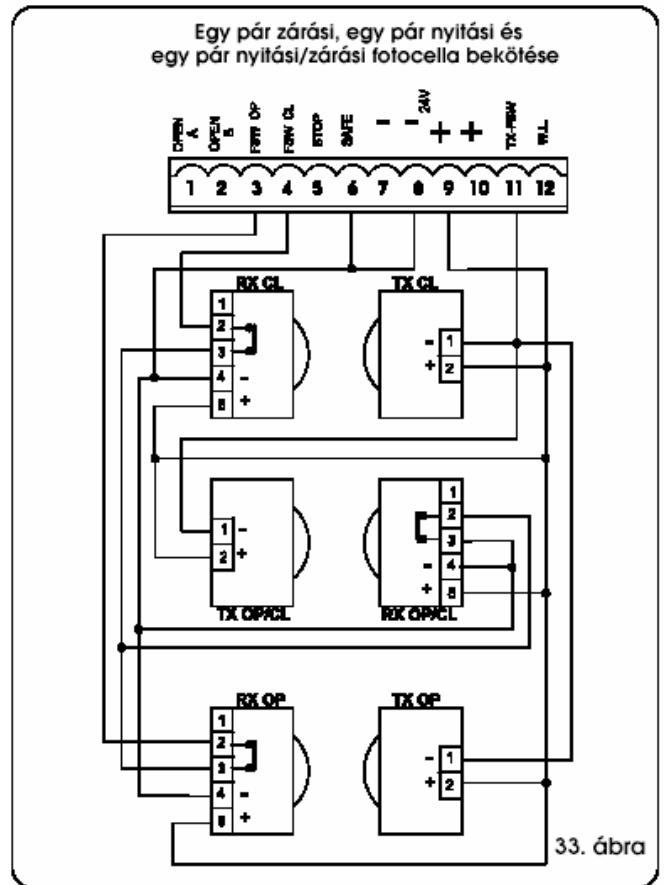 Egy pár zárási, egy pár nyitási és
egy pár nyitási/zárási fotocella bekötése
OPEN A
OPEN B
FSW OP
FSW CL
STOP
SAFE
-
-
24V
+
+
TX-FSW
W.L.
1 2 3 4 5 6 7 8 9 10 11 12
RX CL
TX CL
1
2
3
4 -
5 +
- 1
+ 2
1 -
2 +
1
2
3
- 4
+ 5
TX OP/CL
RX OP/CL
RX OP
TX OP
1
2
3
4 -
5 +
- 1
+ 2
33. ábra